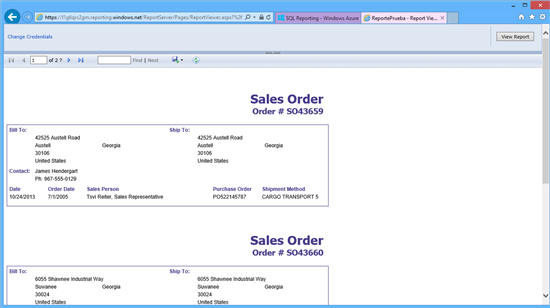 https://i7g6ipc2gm.reporting.windows.net/ReportServer/Pages/ReportViewer.aspx?%2f
SQL Reporting - Windows Azure
ReportePrueba - Report Vie...
Change Credentials
View Report
1 of 2 ?
Find | Next
Sales Order
Order # SO43659
Bill To: Ship To:
42525 Austell Road 42525 Austell Road
Austell Georgia Austell Georgia
30106 30106
United States United States
Contact: James Hendergart
Ph: 967-555-0129
Date Order Date Sales Person Purchase Order Shipment Method
10/24/2013 7/1/2005 Tsvi Reiter, Sales Representative PO522145787 CARGO TRANSPORT 5
Sales Order
Order # SO43660
Bill To: Ship To:
6055 Shawnee Industrial Way 6055 Shawnee Industrial Way
Suwanee Georgia Suwanee Georgia
30024 30024
United States United States